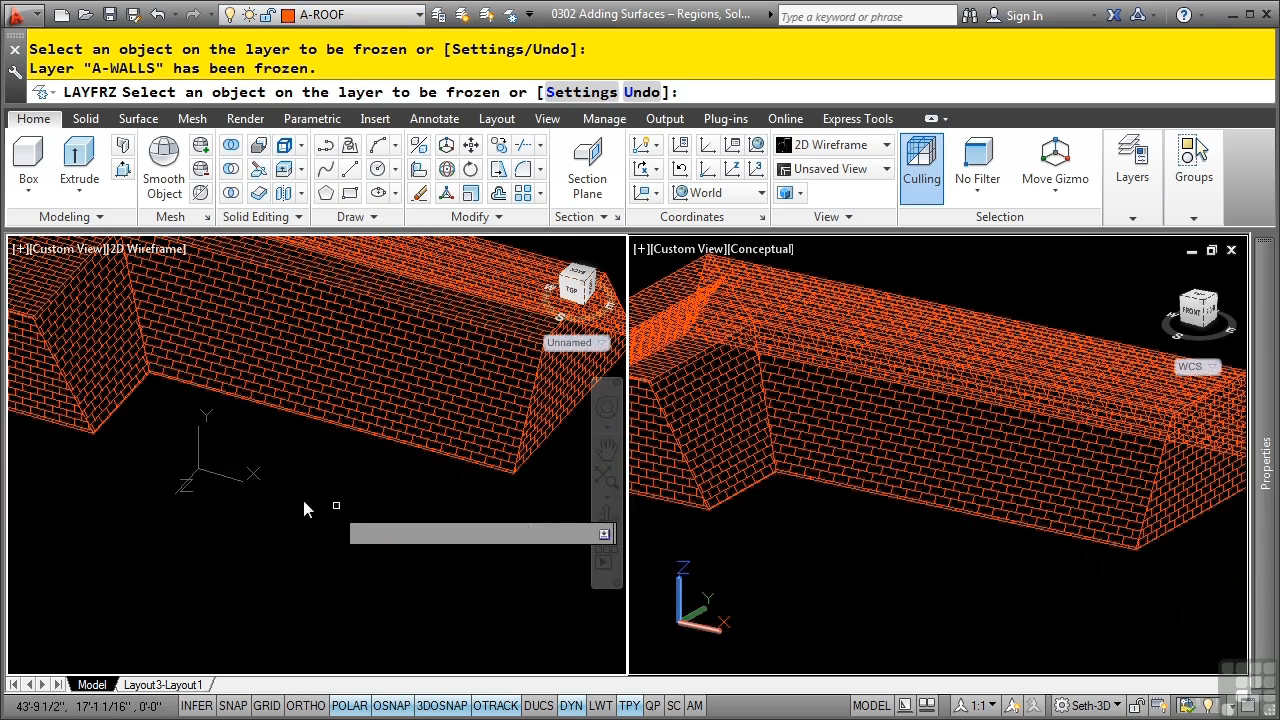 A-ROOF
0302 Adding Surfaces – Regions, Sol...
Type a keyword or phrase
Sign In
Select an object on the layer to be frozen or [Settings/Undo]:
Layer "A-WALLS" has been frozen.
LAYFRZ Select an object on the layer to be frozen or [Settings Undo]:
Home Solid Surface Mesh Render Parametric Insert Annotate Layout View Manage Output Plug-ins Online Express Tools
Box
Extrude
Smooth
Object
Section
Plane
2D Wireframe
Unsaved View
World
Culling
No Filter
Move Gizmo
Layers
Groups
Modeling Mesh Solid Editing Draw Modify Section Coordinates View Selection
[+][Custom View][2D Wireframe]
[+][Custom View][Conceptual]
BACK
TOP
S
E
Unnamed
FRONT
S
E
WCS
Y
X
Z
Z
Y
X
Properties
Model Layout3-Layout1
43'-9 1/2", 17'-1 1/16", 0'-0" INFER SNAP GRID ORTHO POLAR OSNAP 3DOSNAP OTRACK DUCS DYN LWT TPY QP SC AM MODEL 1:1 Seth-3D